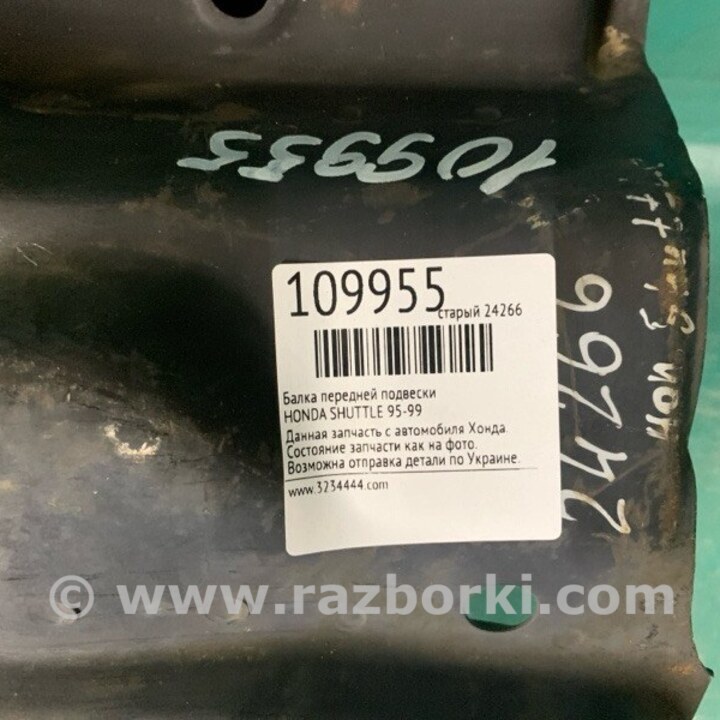 109955
109955
старый 24266
Балка передней подвески
HONDA SHUTTLE 95-99
Данная запчасть с автомобиля Хонда.
Состояние запчасти как на фото.
Возможна отправка детали по Украине.
www.3234444.com
24266
© www.razborki.com